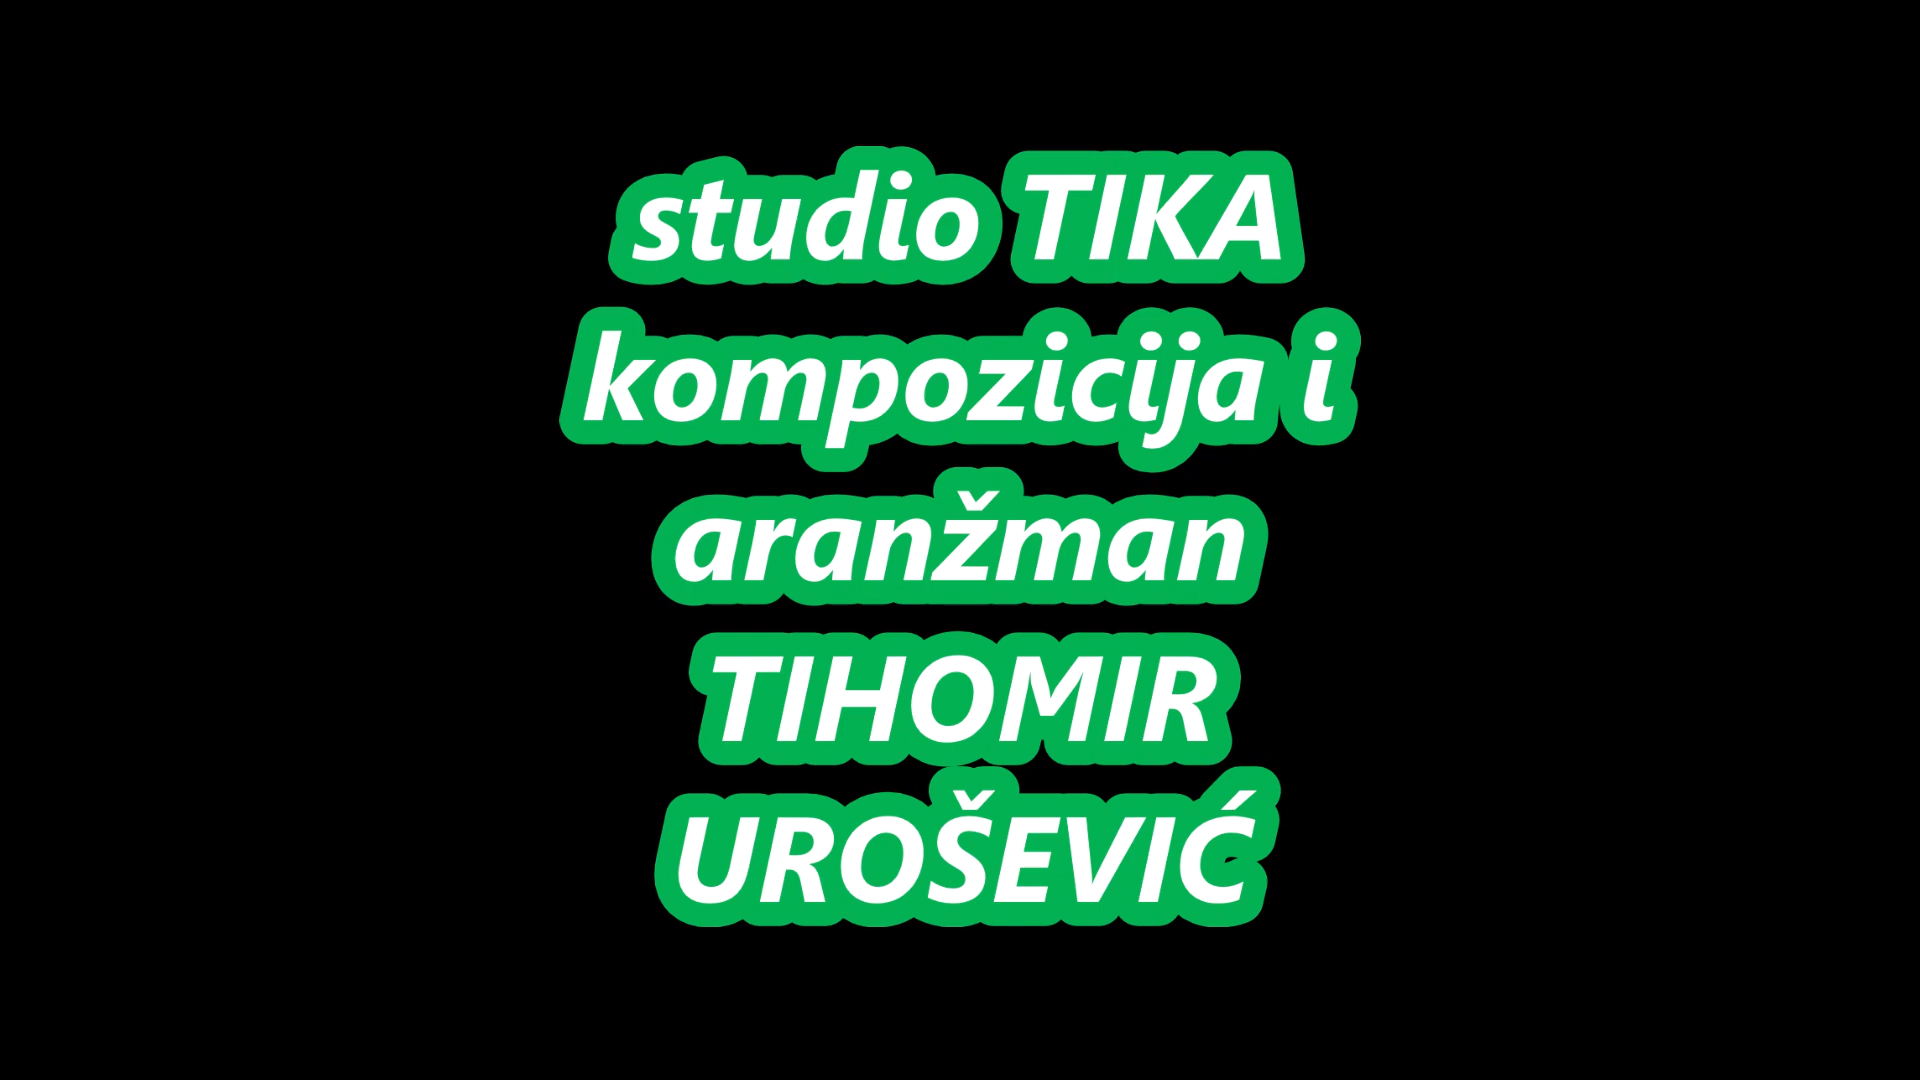 studio TIKA
kompozicija i
aranžman
TIHOMIR
UROŠEVIĆ